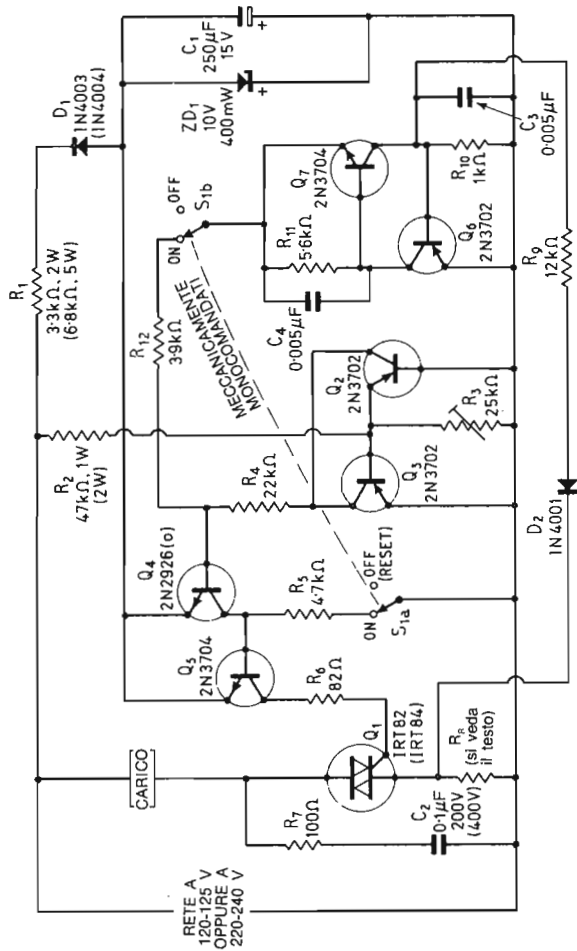 RETE A
120-125 V
OPPURE A
220-240 V
CARICO
R₇
100Ω
C₂
0·1μF
200V
(400V)
Q₁
IRT82
(IRT84)
R₈
(si veda
il testo)
R₆
82Ω
Q₅
2N3704
Q₄
2N2926(o)
R₅
4·7kΩ
ON
OFF
(RESET)
S₁ₐ
R₂
47kΩ, 1W
(2W)
R₁
3·3kΩ, 2W
(6·8kΩ, 5W)
D₁
1N4003
(1N4004)
R₄
22kΩ
R₁₂
3·9kΩ
MECCANICAMENTE
MONOCOMANDATI
ON
OFF
S₁b
Q₃
2N3702
Q₂
2N3702
R₃
25kΩ
C₄
0·005μF
R₁₁
5·6kΩ
Q₇
2N3704
Q₆
2N3702
R₁₀
1kΩ
C₃
0·005μF
ZD₁
10V
400mW
+
C₁
250μF
15V
+
R₉
12kΩ
D₂
1N4001